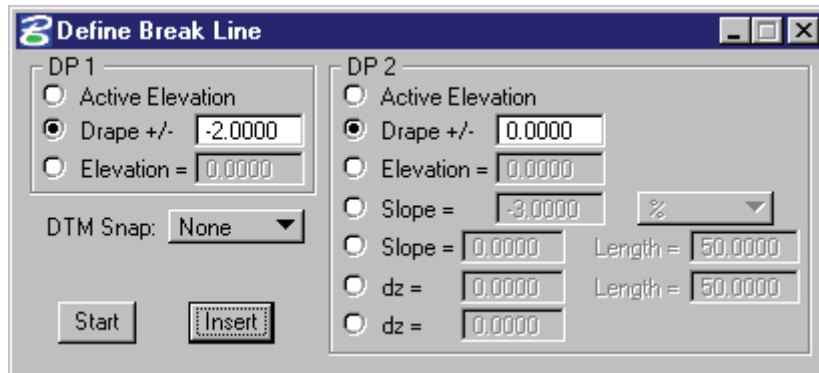 Define Break Line
DP 1
Active Elevation
Drape +/- -2.0000
Elevation = 0.0000
DTM Snap: None
Start Insert
DP 2
Active Elevation
Drape +/- 0.0000
Elevation = 0.0000
Slope = -3.0000 %
Slope = 0.0000 Length = 50.0000
dz = 0.0000 Length = 50.0000
dz = 0.0000